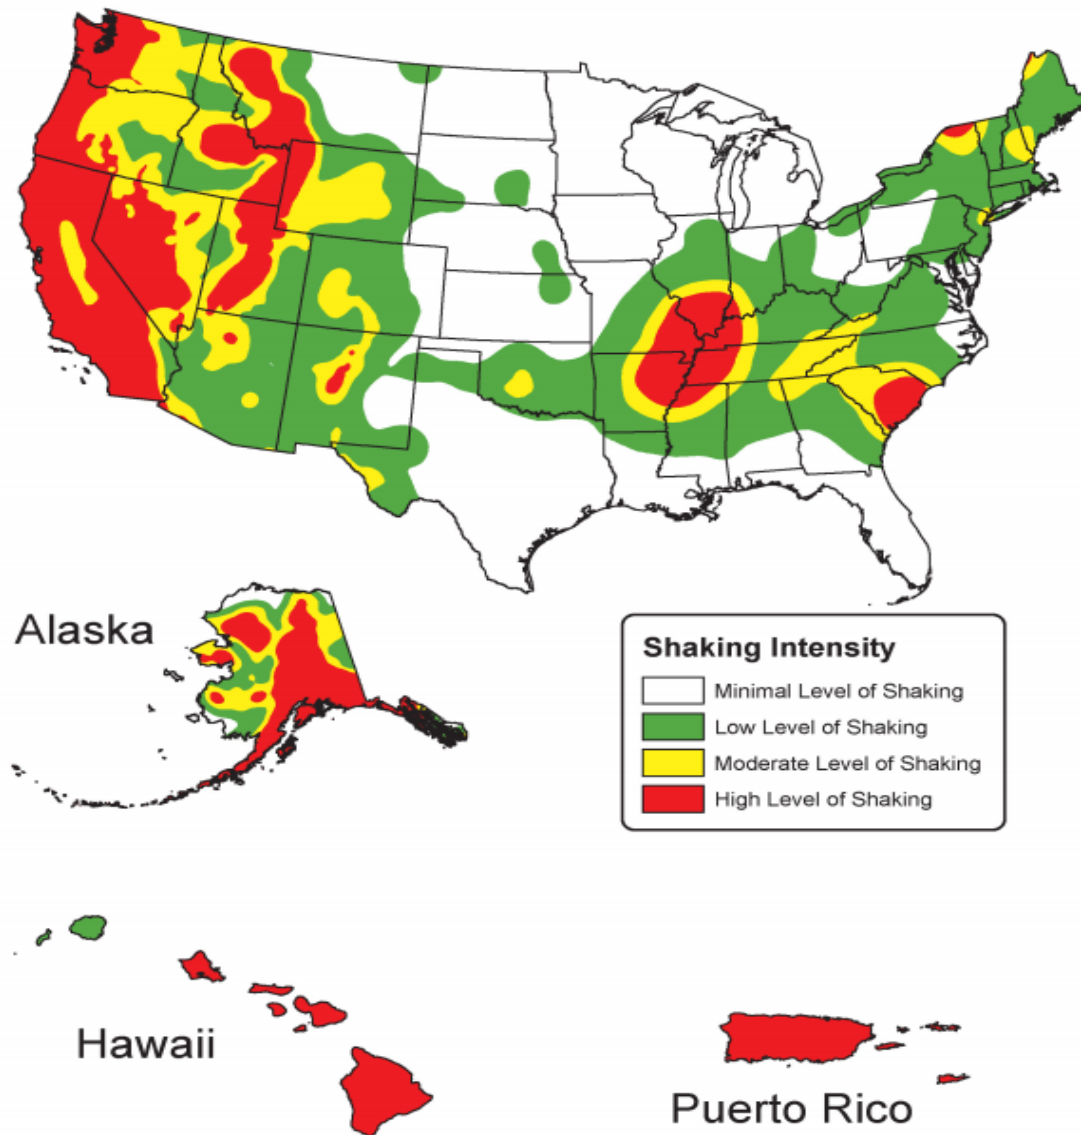 Alaska
Shaking Intensity
Minimal Level of Shaking
Low Level of Shaking
Moderate Level of Shaking
High Level of Shaking
Hawaii
Puerto Rico